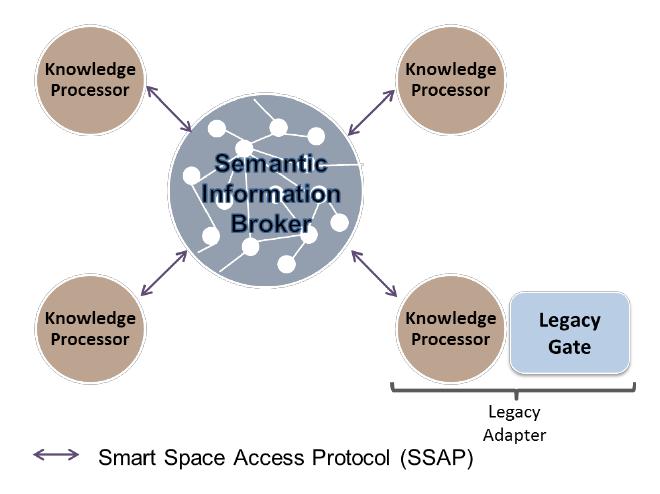 Knowledge
Processor
Knowledge
Processor
Semantic
Information
Broker
Knowledge
Processor
Knowledge
Processor
Legacy
Gate
Legacy
Adapter
Smart Space Access Protocol (SSAP)